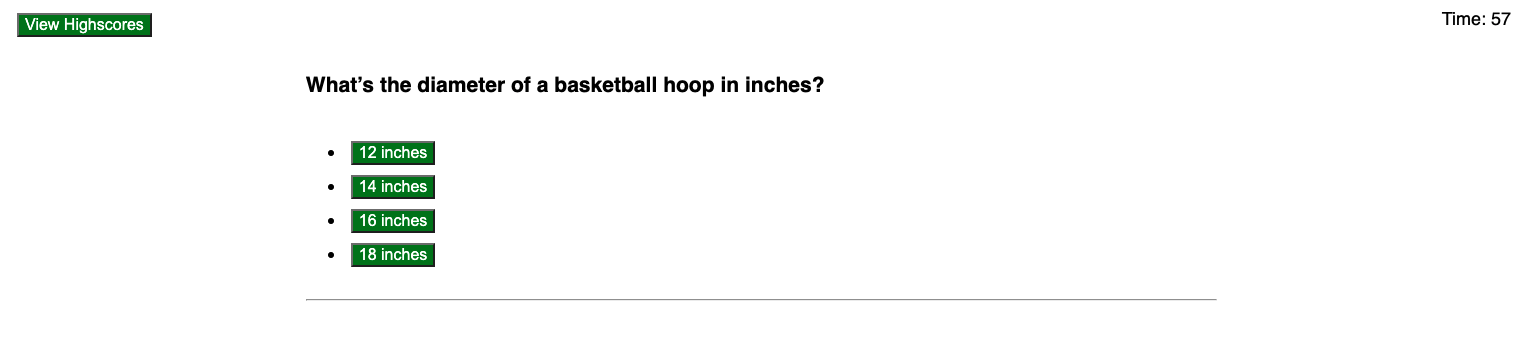 View Highscores
Time: 57
What’s the diameter of a basketball hoop in inches?
12 inches
14 inches
16 inches
18 inches